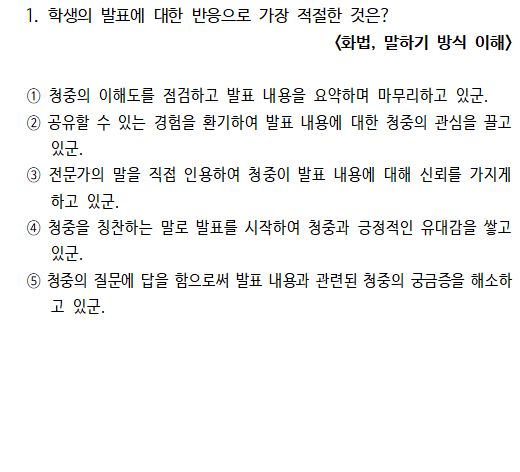 1. 학생의 발표에 대한 반응으로 가장 적절한 것은?
<화법, 말하기 방식 이해>
① 청중의 이해도를 점검하고 발표 내용을 요약하며 마무리하고 있군.
② 공유할 수 있는 경험을 환기하여 발표 내용에 대한 청중의 관심을 끌고
있군.
③ 전문가의 말을 직접 인용하여 청중이 발표 내용에 대해 신뢰를 가지게
하고 있군.
④ 청중을 칭찬하는 말로 발표를 시작하여 청중과 긍정적인 유대감을 쌓고
있군.
⑤ 청중의 질문에 답을 함으로써 발표 내용과 관련된 청중의 궁금증을 해소하
고 있군.